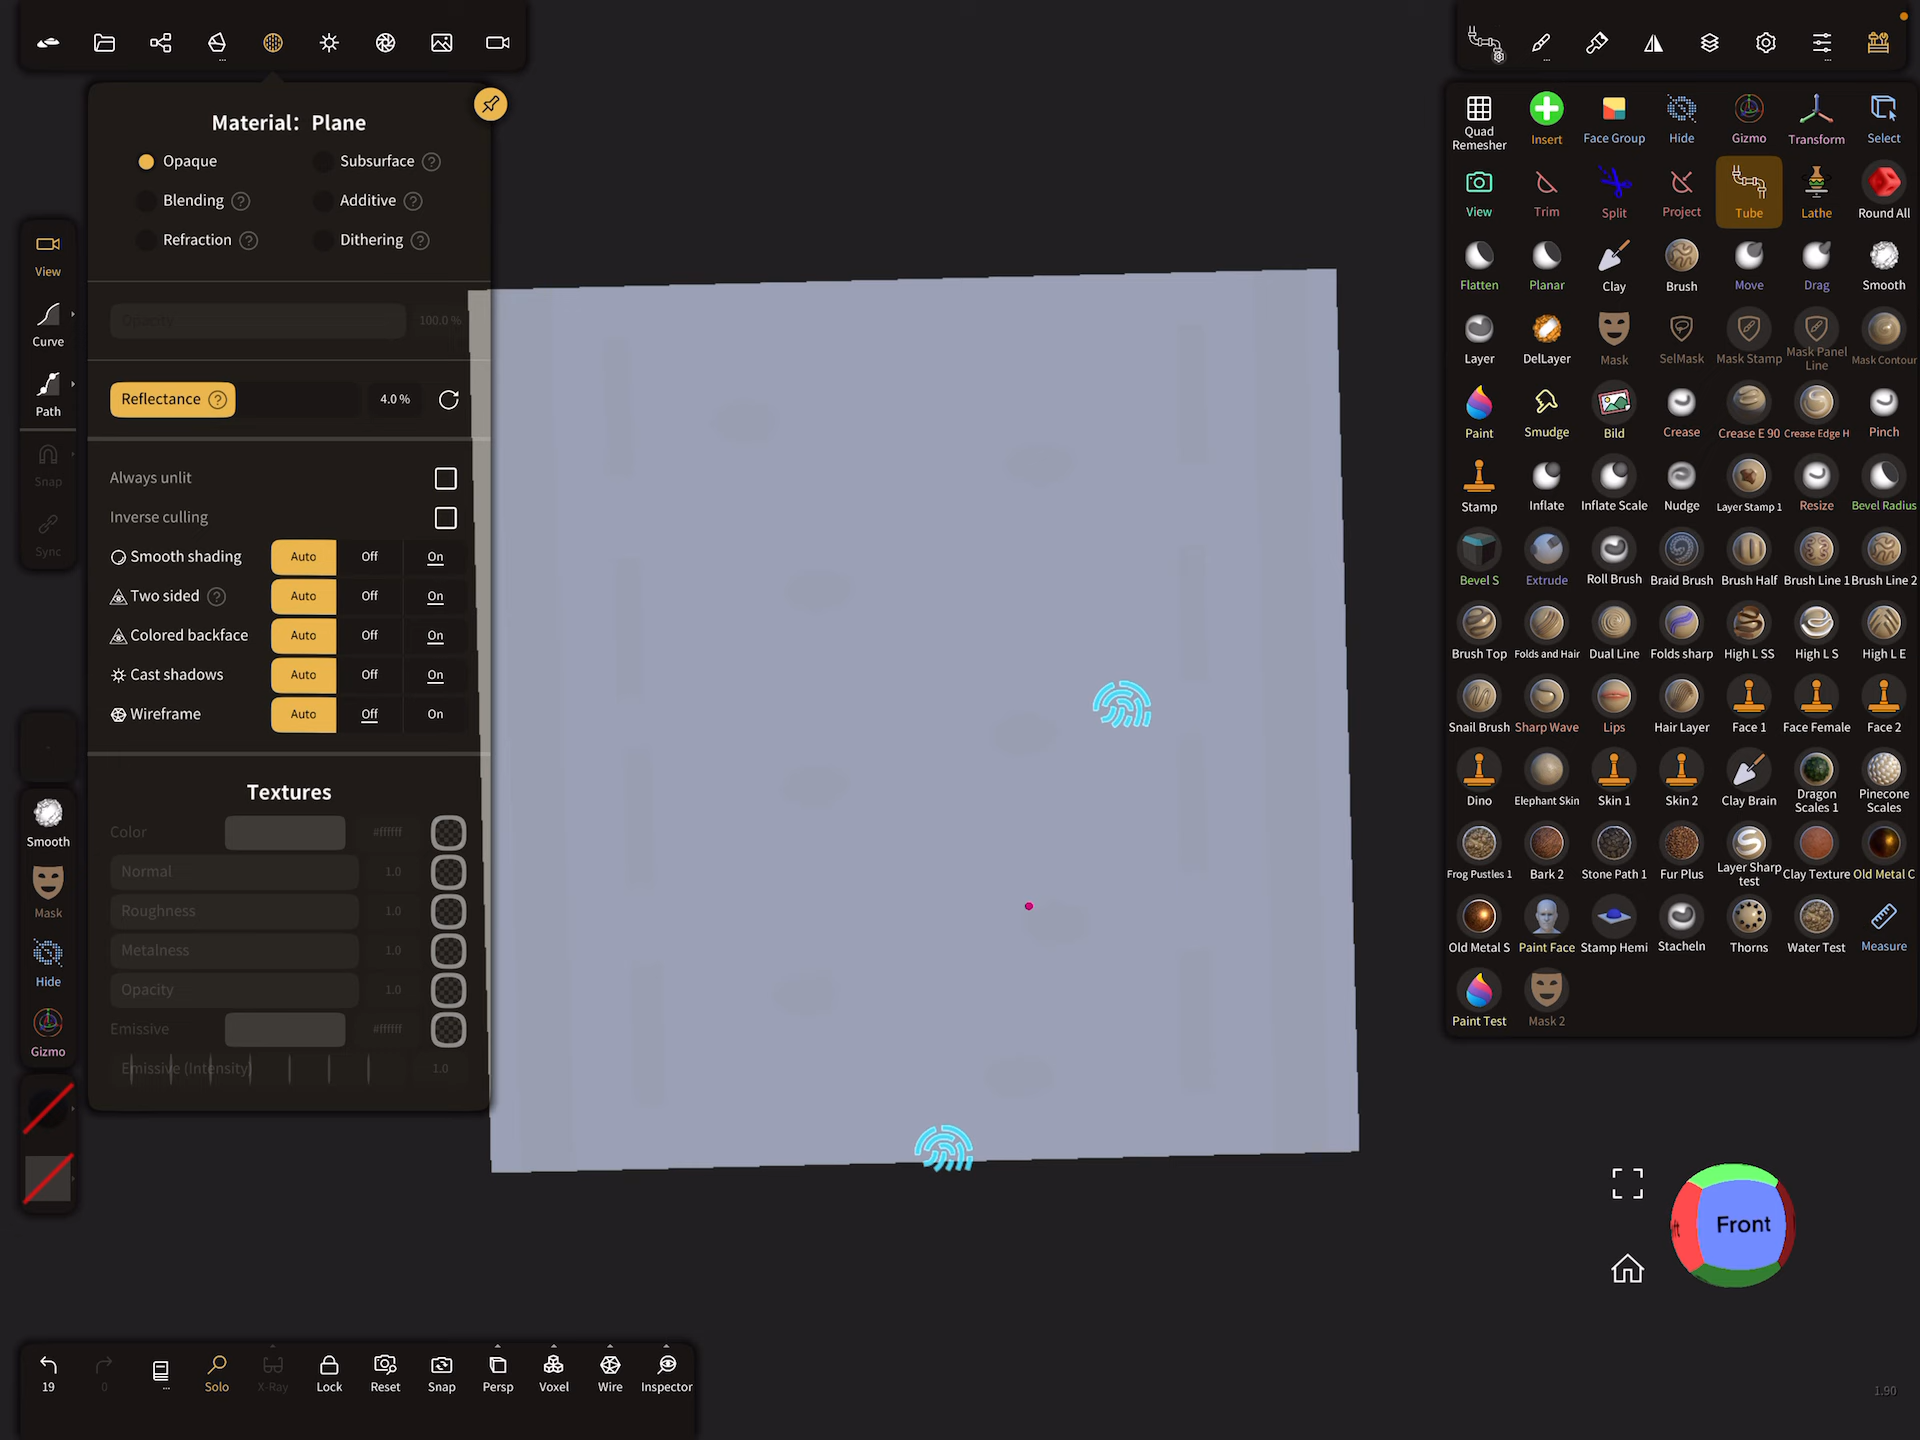 Material: Plane
Opaque
Subsurface ?
Blending ?
Additive ?
Refraction ?
Dithering ?
Opacity
100.0 %
Reflectance ?
4.0 %
Always unlit
Inverse culling
Smooth shading Auto Off On
Two sided ? Auto Off On
Colored backface Auto Off On
Cast shadows Auto Off On
Wireframe Auto Off On
Textures
Color #ffffff
Normal 1.0
Roughness 1.0
Metalness 1.0
Opacity 1.0
Emissive #ffffff
Emissive (Intensity) 1.0
View
Curve
Path
Snap
Sync
Smooth
Mask
Hide
Gizmo
Quad
Remesher
Insert
Face Group
Hide
Gizmo
Transform
Select
View
Trim
Split
Project
Tube
Lathe
Round All
Flatten
Planar
Clay
Brush
Move
Drag
Smooth
Layer
DelLayer
Mask
SelMask
Mask Stamp
Mask Panel
Line
Mask Contour
Paint
Smudge
Bild
Crease
Crease E 90
Crease Edge H
Pinch
Stamp
Inflate
Inflate Scale
Nudge
Layer Stamp 1
Resize
Bevel Radius
Bevel S
Extrude
Roll Brush
Braid Brush
Brush Half
Brush Line 1
Brush Line 2
Brush Top
Folds and Hair
Dual Line
Folds sharp
High L SS
High L S
High L E
Snail Brush
Sharp Wave
Lips
Hair Layer
Face 1
Face Female
Face 2
Dino
Elephant Skin
Skin 1
Skin 2
Clay Brain
Dragon
Scales 1
Pinecone
Scales
Frog Pustles 1
Bark 2
Stone Path 1
Fur Plus
Layer Sharp
test
Clay Texture
Old Metal C
Old Metal S
Paint Face
Stamp Hemi
Stacheln
Thorns
Water Test
Measure
Paint Test
Mask 2
Front
19
0
Solo
X-Ray
Lock
Reset
Snap
Persp
Voxel
Wire
Inspector
1.90